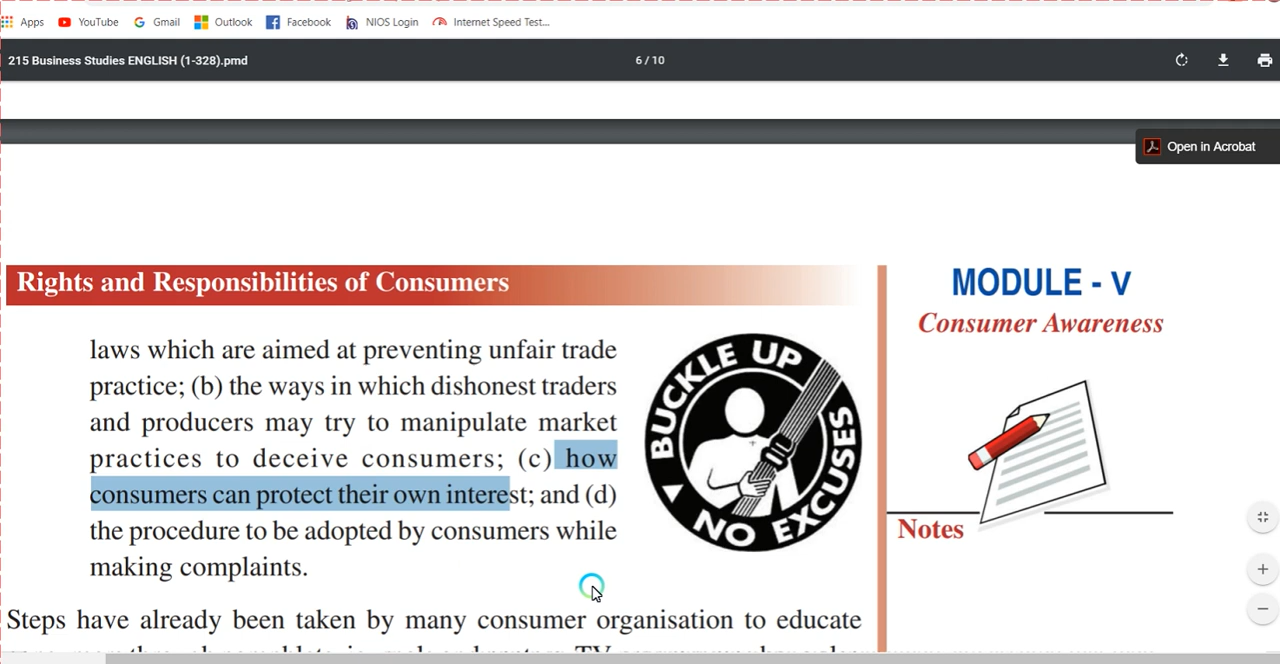 Apps YouTube Gmail Outlook Facebook NIOS Login Internet Speed Test...
215 Business Studies ENGLISH (1-328).pmd 6 / 10
Open in Acrobat
Rights and Responsibilities of Consumers
MODULE - V
Consumer Awareness
laws which are aimed at preventing unfair trade
practice; (b) the ways in which dishonest traders
and producers may try to manipulate market
practices to deceive consumers; (c) how
consumers can protect their own interest; and (d)
the procedure to be adopted by consumers while
making complaints.
BUCKLE UP
NO EXCUSES
Notes
Steps have already been taken by many consumer organisation to educate